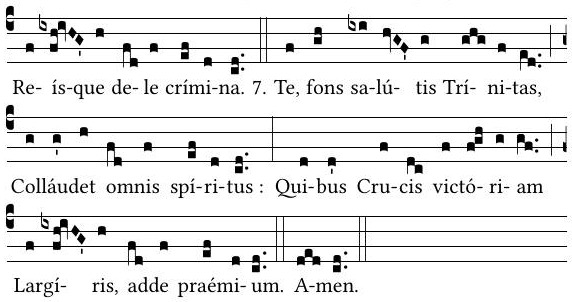 Re- ís-que de- le crími-na. 7. Te, fons sa-lú- tis Trí- ni-tas,
Colláudet omnis spí-ri-tus : Qui-bus Cru-cis victó-ri- am
Largí- ris, adde praémi- um. A-men.